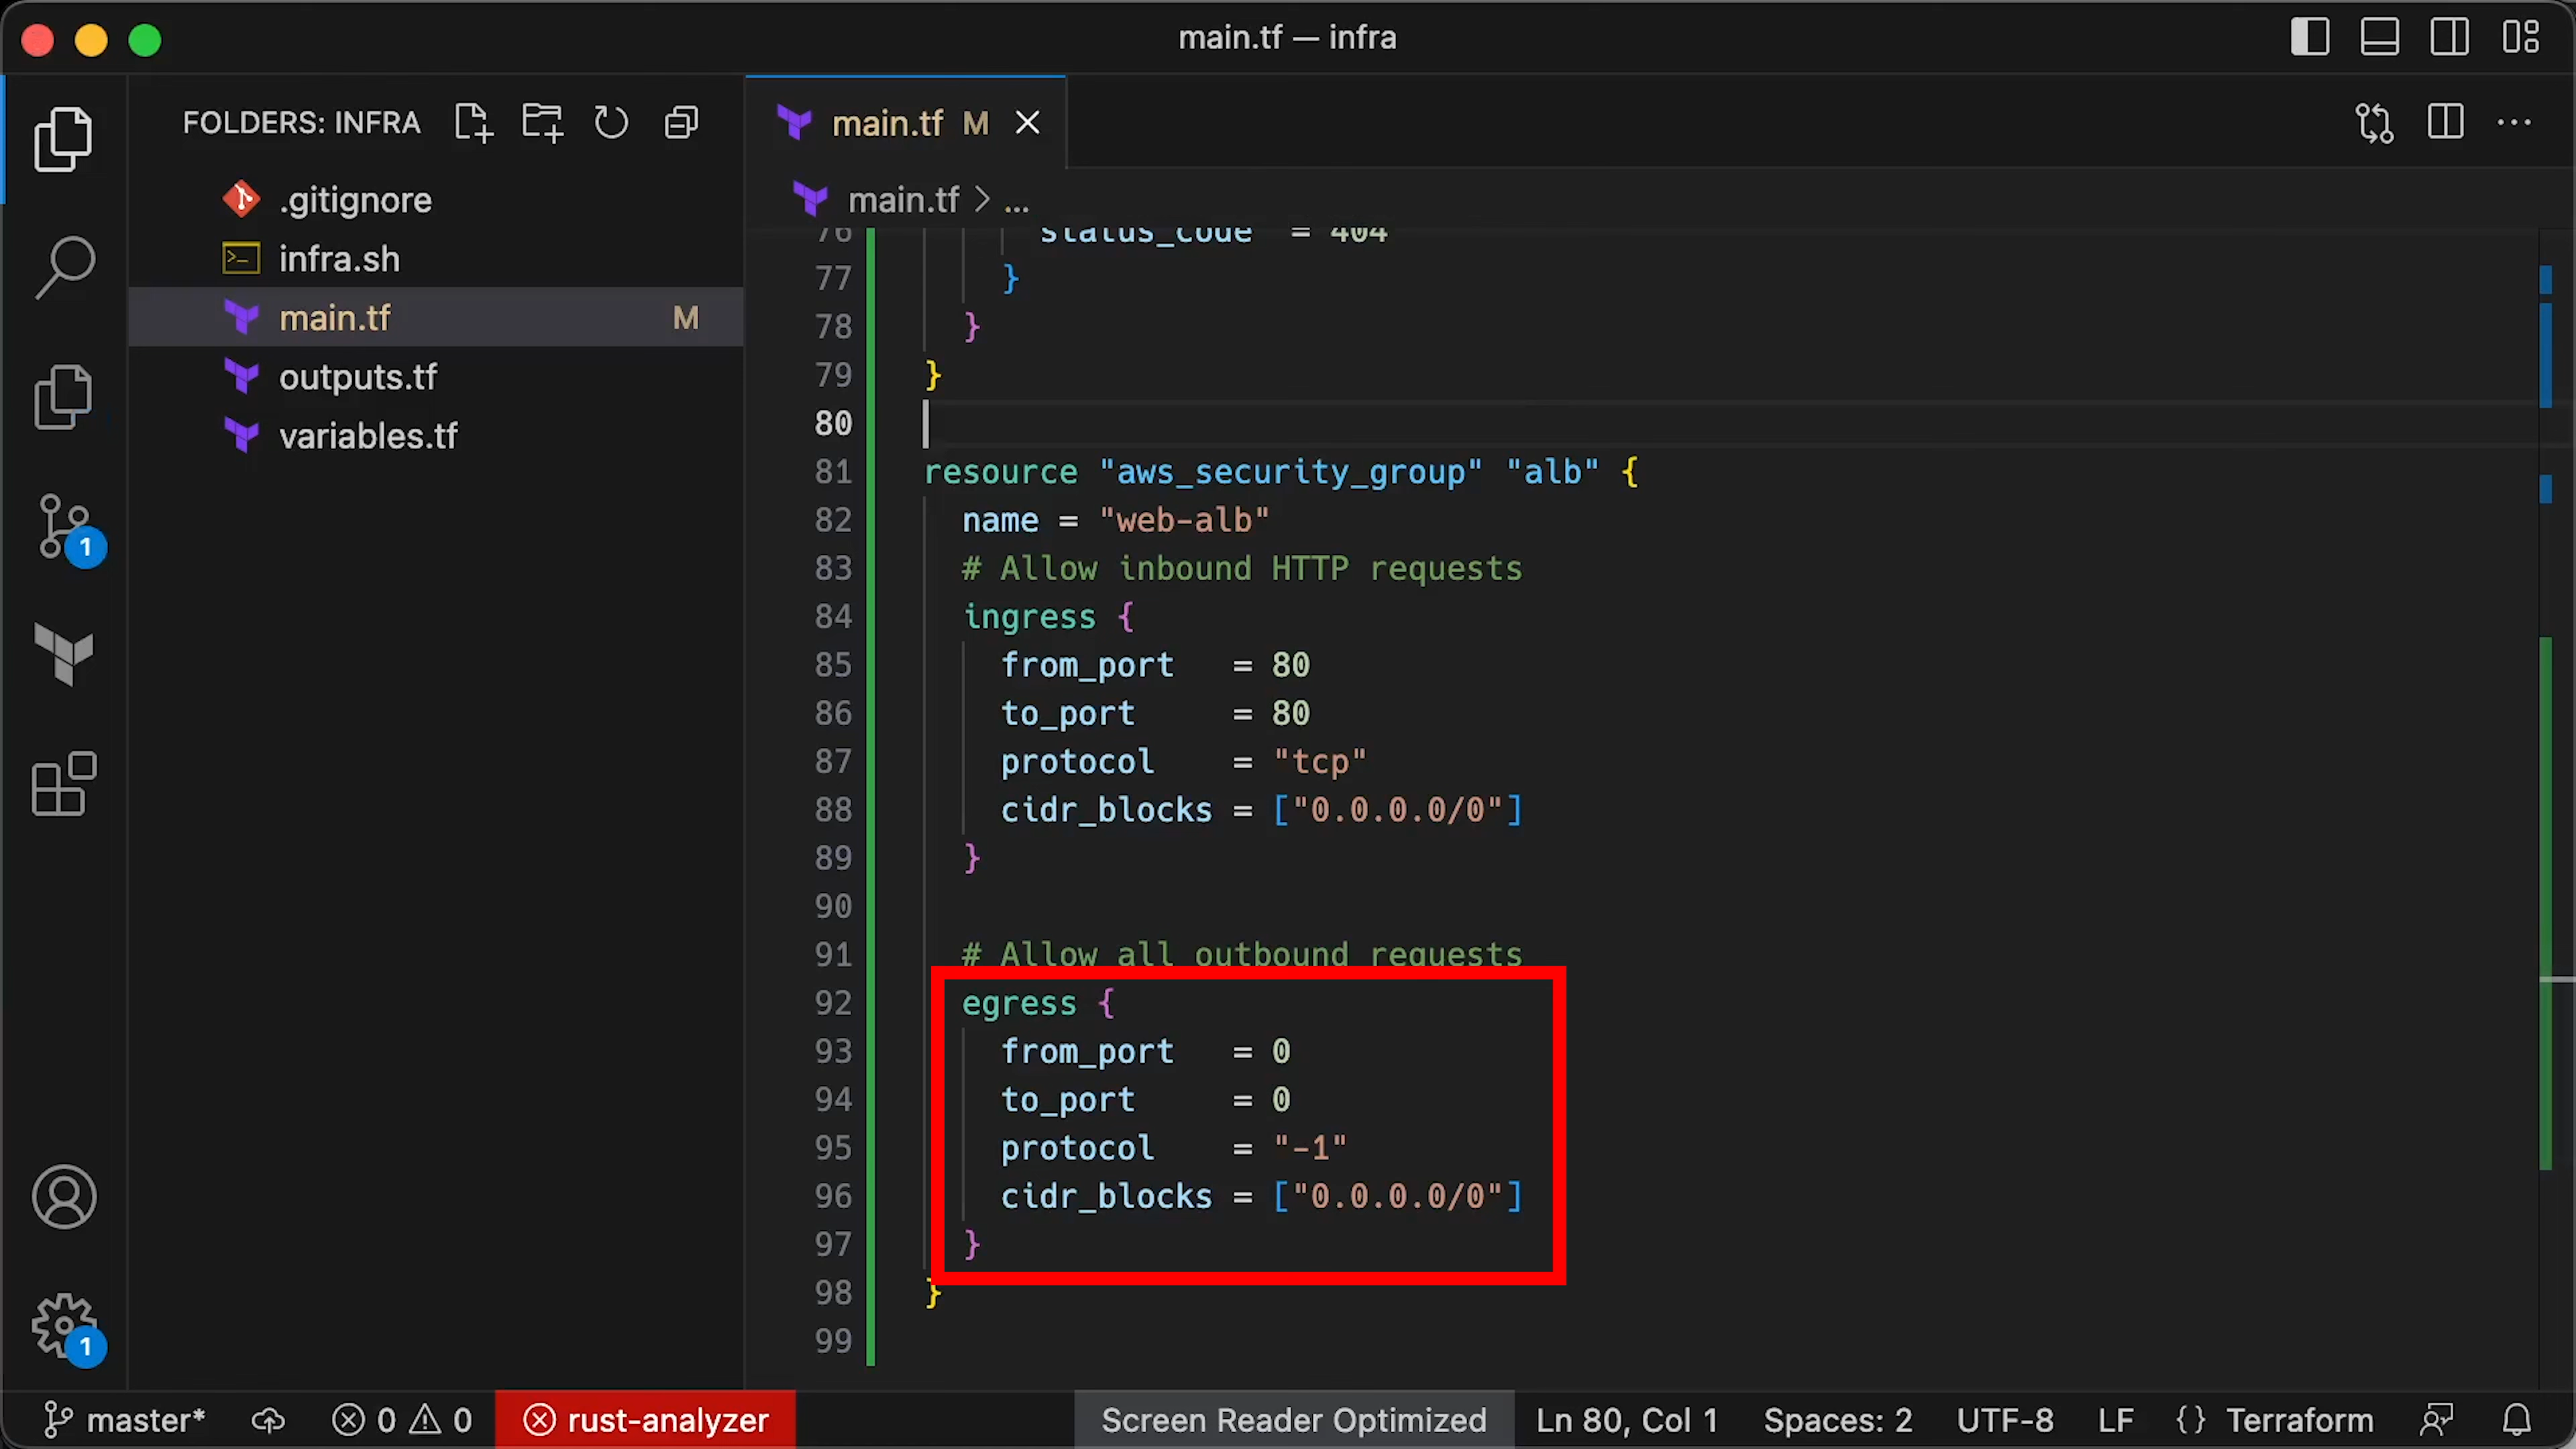 main.tf — infra
FOLDERS: INFRA
.gitignore
infra.sh
main.tf M
outputs.tf
variables.tf
1
1
main.tf M
main.tf > ...
76 status_code = 404
77 }
78 }
79 }
80
81 resource "aws_security_group" "alb" {
82 name = "web-alb"
83 # Allow inbound HTTP requests
84 ingress {
85 from_port = 80
86 to_port = 80
87 protocol = "tcp"
88 cidr_blocks = ["0.0.0.0/0"]
89 }
90
91 # Allow all outbound requests
92 egress {
93 from_port = 0
94 to_port = 0
95 protocol = "-1"
96 cidr_blocks = ["0.0.0.0/0"]
97 }
98 }
99
master* 0 0 rust-analyzer Screen Reader Optimized Ln 80, Col 1 Spaces: 2 UTF-8 LF {} Terraform